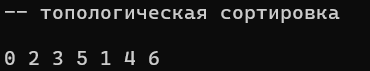 -- топологическая сортировка
0 2 3 5 1 4 6